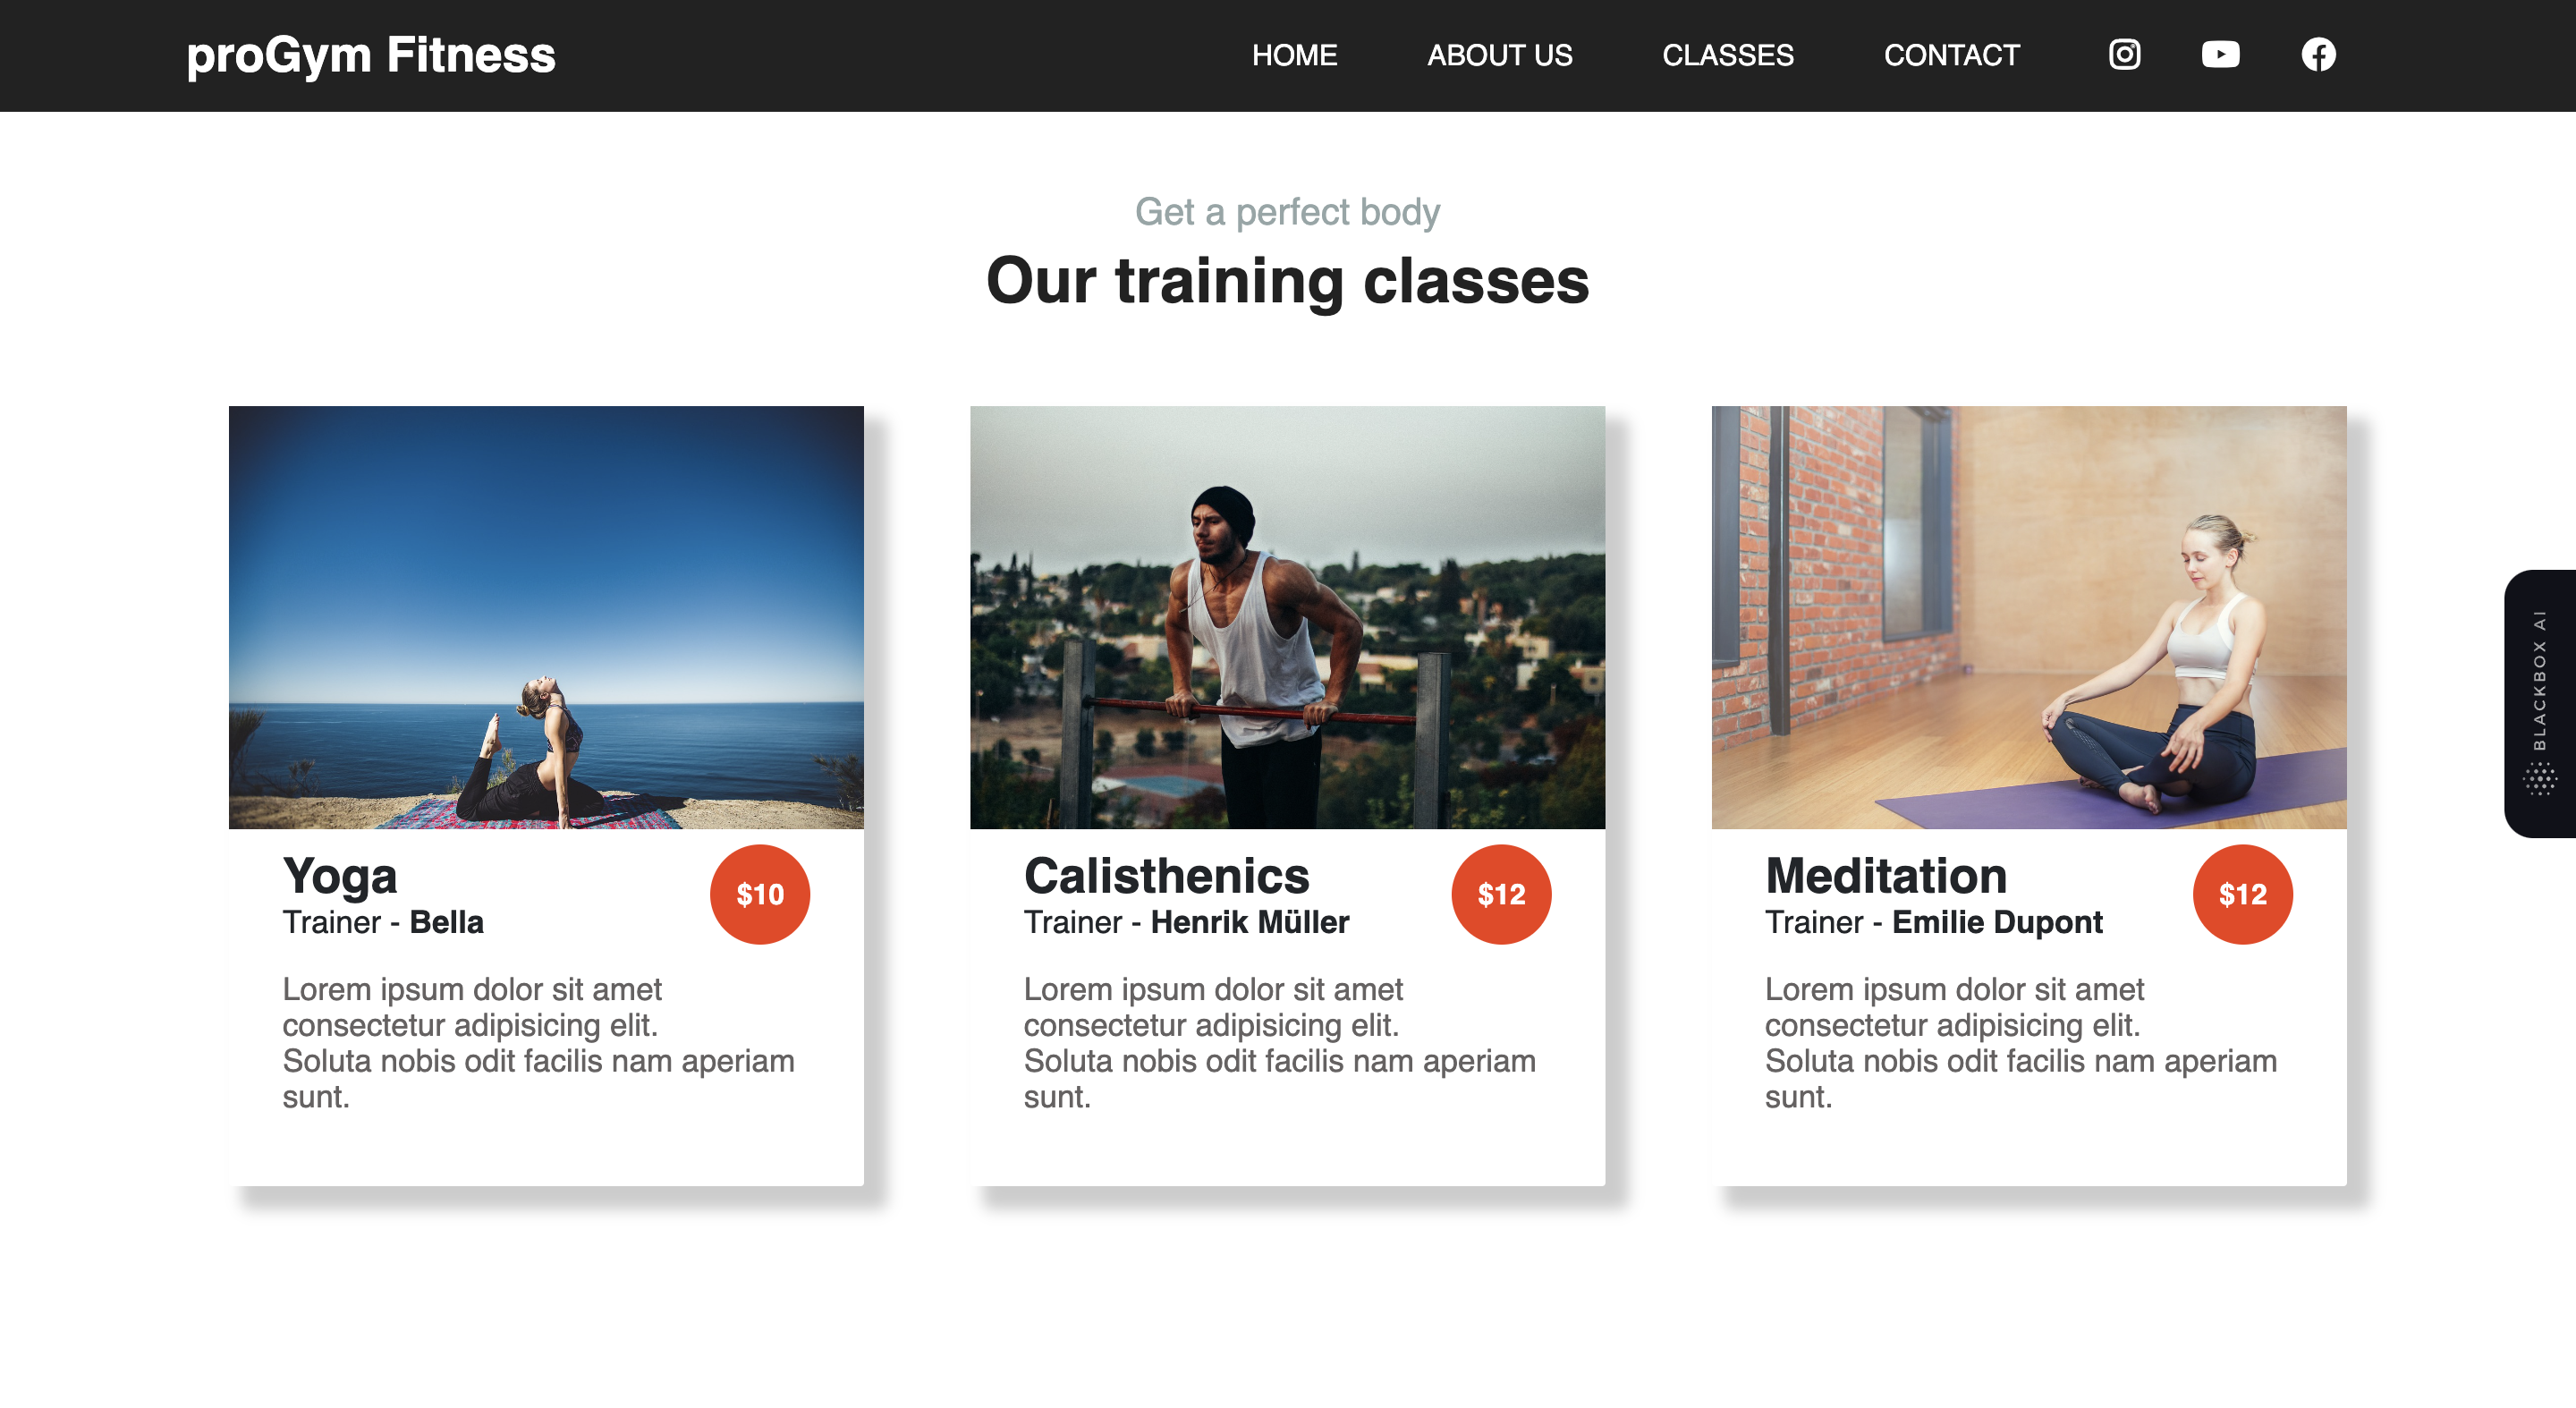 proGym Fitness
HOME
ABOUT US
CLASSES
CONTACT
Get a perfect body
Our training classes
Yoga
Trainer - Bella
$10
Lorem ipsum dolor sit amet
consectetur adipisicing elit.
Soluta nobis odit facilis nam aperiam
sunt.
Calisthenics
Trainer - Henrik Müller
$12
Lorem ipsum dolor sit amet
consectetur adipisicing elit.
Soluta nobis odit facilis nam aperiam
sunt.
Meditation
Trainer - Emilie Dupont
$12
Lorem ipsum dolor sit amet
consectetur adipisicing elit.
Soluta nobis odit facilis nam aperiam
sunt.
BLACKBOX AI